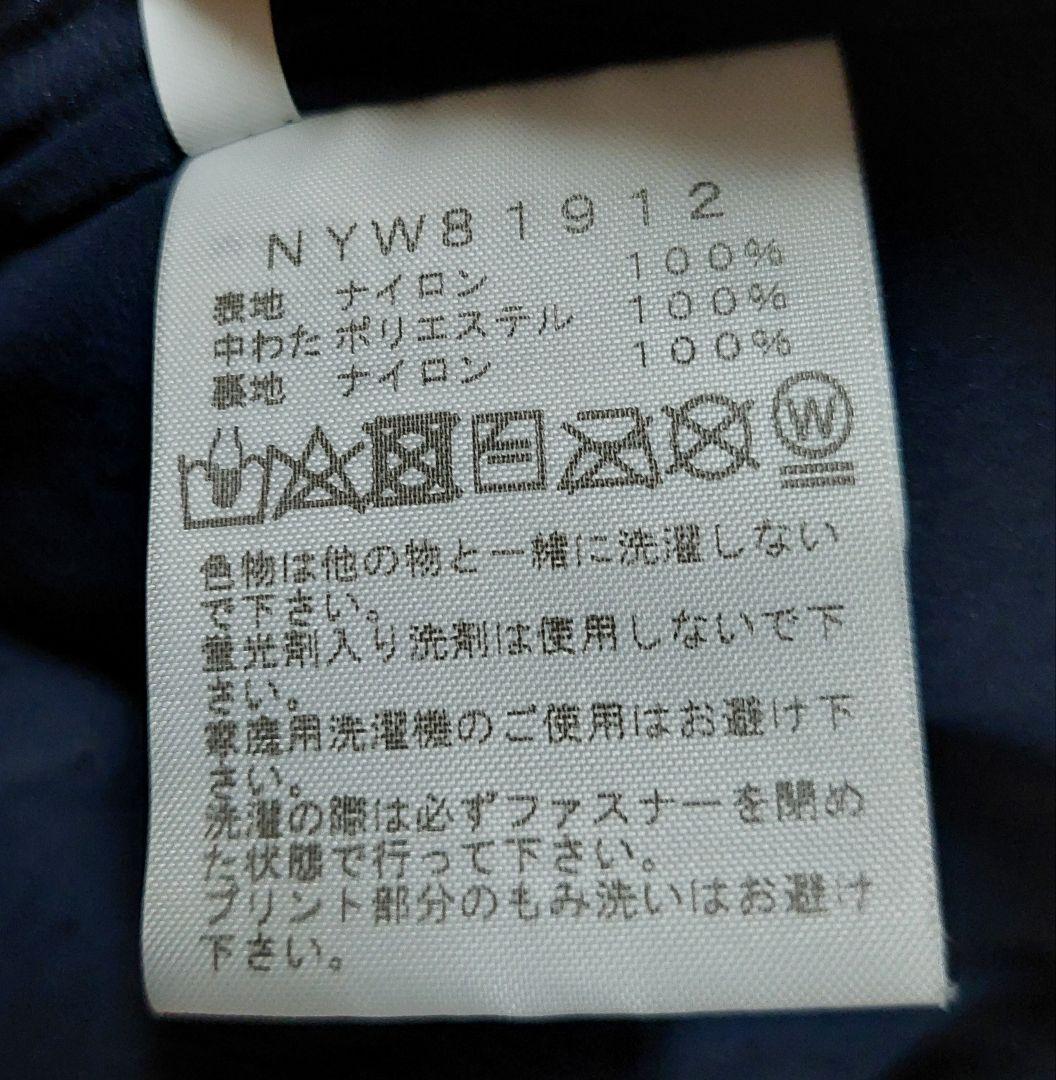 NYW81912
表地 ナイロン 100%
中わた ポリエステル 100%
裏地 ナイロン 100%
W
色物は他の物と一緒に洗濯しない
で下さい。
蛍光剤入り洗剤は使用しないで下
さい。
家庭用洗濯機のご使用はお避け下
さい。
洗濯の際は必ずファスナーを閉め
た状態で行って下さい。
プリント部分のもみ洗いはお避け
下さい。